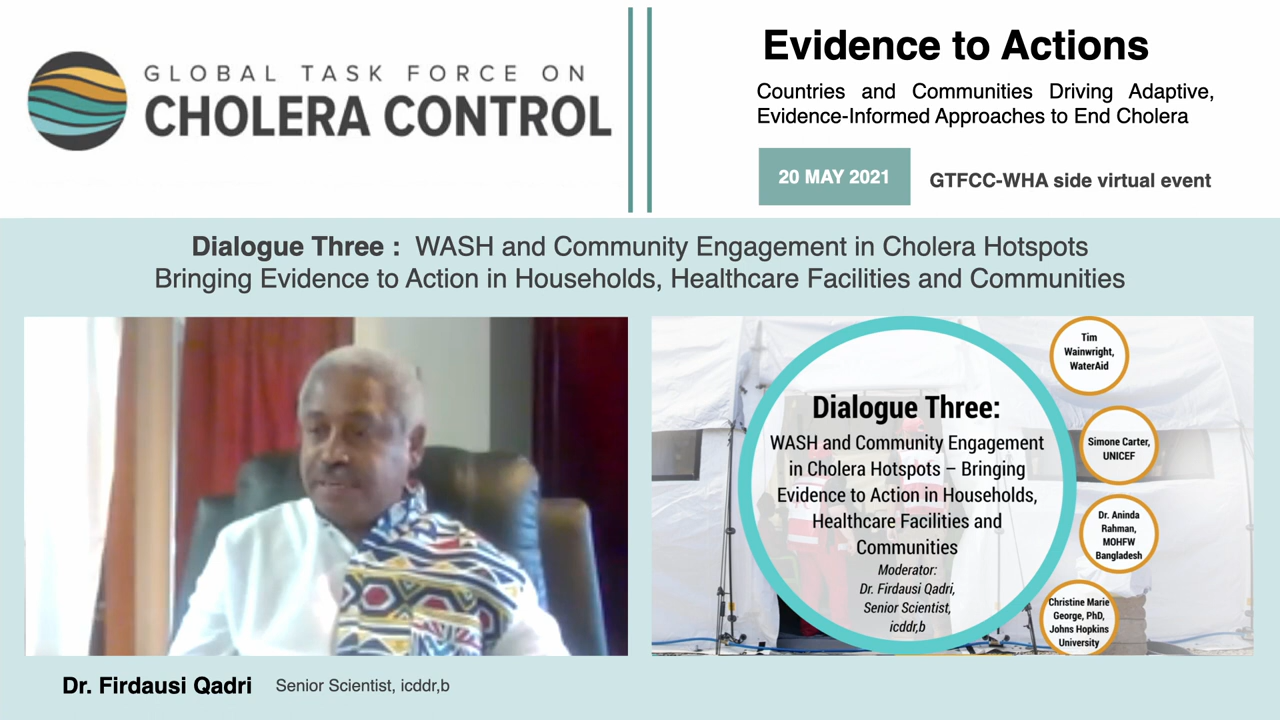 GLOBAL TASK FORCE ON
CHOLERA CONTROL
Evidence to Actions
Countries and Communities Driving Adaptive,
Evidence-Informed Approaches to End Cholera
20 MAY 2021
GTFCC-WHA side virtual event
Dialogue Three : WASH and Community Engagement in Cholera Hotspots
Bringing Evidence to Action in Households, Healthcare Facilities and Communities
Dialogue Three:
WASH and Community Engagement
in Cholera Hotspots – Bringing
Evidence to Action in Households,
Healthcare Facilities and
Communities
Moderator:
Dr. Firdausi Qadri,
Senior Scientist,
icddr,b
Tim
Wainwright,
WaterAid
Simone Carter,
UNICEF
Dr. Aninda
Rahman,
MOHFW
Bangladesh
Christine Marie
George, PhD,
Johns Hopkins
University
Dr. Firdausi Qadri
Senior Scientist, icddr,b